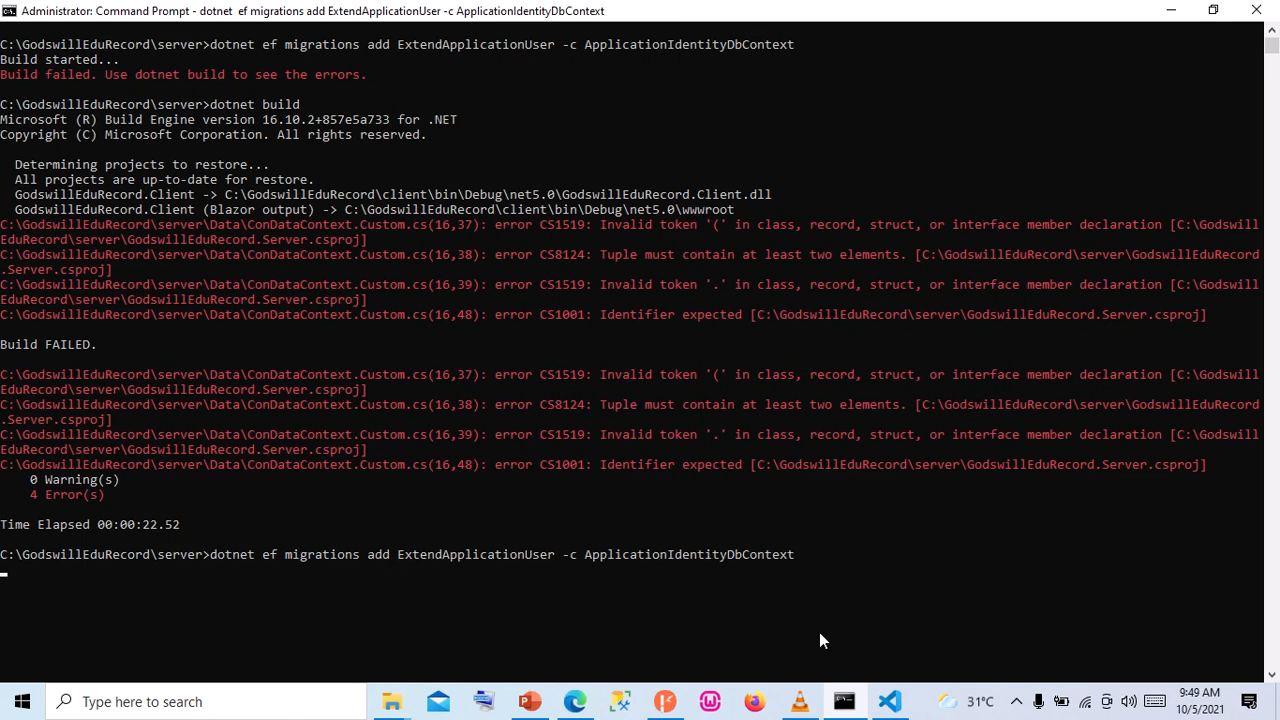 Administrator: Command Prompt - dotnet  ef migrations add ExtendApplicationUser -c ApplicationIdentityDbContext
C:\GodswillEduRecord\server>dotnet ef migrations add ExtendApplicationUser -c ApplicationIdentityDbContext
Build started...
Build failed. Use dotnet build to see the errors.
C:\GodswillEduRecord\server>dotnet build
Microsoft (R) Build Engine version 16.10.2+857e5a733 for .NET
Copyright (C) Microsoft Corporation. All rights reserved.
Determining projects to restore...
All projects are up-to-date for restore.
GodswillEduRecord.Client -> C:\GodswillEduRecord\client\bin\Debug\net5.0\GodswillEduRecord.Client.dll
GodswillEduRecord.Client (Blazor output) -> C:\GodswillEduRecord\client\bin\Debug\net5.0\wwwroot
C:\GodswillEduRecord\server\Data\ConDataContext.Custom.cs(16,37): error CS1519: Invalid token '(' in class, record, struct, or interface member declaration [C:\Godswill
EduRecord\server\GodswillEduRecord.Server.csproj]
C:\GodswillEduRecord\server\Data\ConDataContext.Custom.cs(16,38): error CS8124: Tuple must contain at least two elements. [C:\GodswillEduRecord\server\GodswillEduRecord
.Server.csproj]
C:\GodswillEduRecord\server\Data\ConDataContext.Custom.cs(16,39): error CS1519: Invalid token '.' in class, record, struct, or interface member declaration [C:\Godswill
EduRecord\server\GodswillEduRecord.Server.csproj]
C:\GodswillEduRecord\server\Data\ConDataContext.Custom.cs(16,48): error CS1001: Identifier expected [C:\GodswillEduRecord\server\GodswillEduRecord.Server.csproj]
Build FAILED.
C:\GodswillEduRecord\server\Data\ConDataContext.Custom.cs(16,37): error CS1519: Invalid token '(' in class, record, struct, or interface member declaration [C:\Godswill
EduRecord\server\GodswillEduRecord.Server.csproj]
C:\GodswillEduRecord\server\Data\ConDataContext.Custom.cs(16,38): error CS8124: Tuple must contain at least two elements. [C:\GodswillEduRecord\server\GodswillEduRecord
.Server.csproj]
C:\GodswillEduRecord\server\Data\ConDataContext.Custom.cs(16,39): error CS1519: Invalid token '.' in class, record, struct, or interface member declaration [C:\Godswill
EduRecord\server\GodswillEduRecord.Server.csproj]
C:\GodswillEduRecord\server\Data\ConDataContext.Custom.cs(16,48): error CS1001: Identifier expected [C:\GodswillEduRecord\server\GodswillEduRecord.Server.csproj]
0 Warning(s)
4 Error(s)
Time Elapsed 00:00:22.52
C:\GodswillEduRecord\server>dotnet ef migrations add ExtendApplicationUser -c ApplicationIdentityDbContext
Type here to search
31°C
9:49 AM
10/5/2021